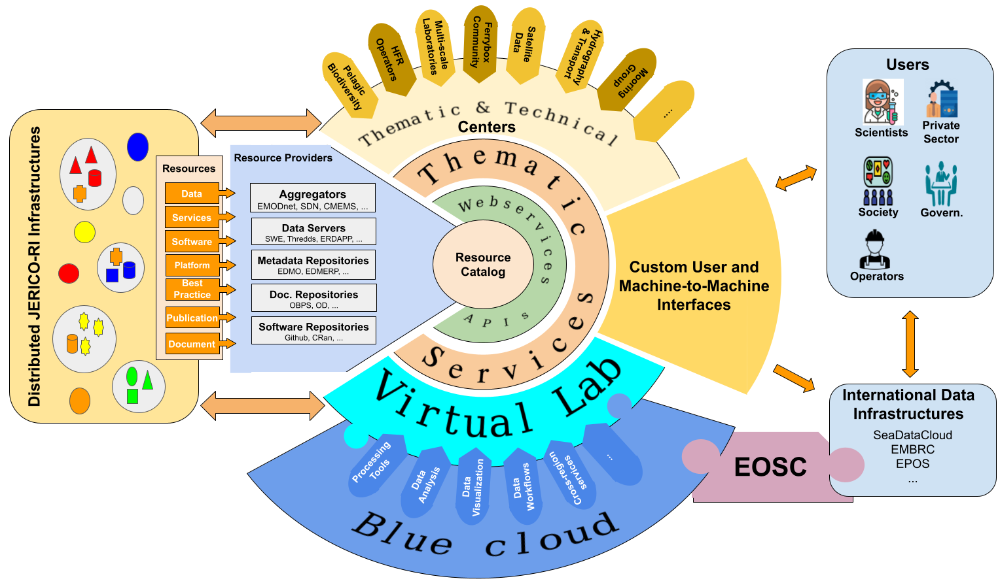 Distributed JERICO-RI Infrastructures
Resources
Data
Services
Software
Platform
Best
Practice
Publication
Document
Resource Providers
Aggregators
EMODnet, SDN, CMEMS, ...
Data Servers
SWE, Thredds, ERDAPP, ...
Metadata Repositories
EDMO, EDMERP, ...
Doc. Repositories
OBPS, OD, ...
Software Repositories
Github, CRan, ...
Pelagic
Biodiversity
HFR
Operators
Multi-scale
Laboratories
Ferrybox
Community
Satellite
Data
Hydrography
& Transport
Mooring
Group
....
Thematic & Technical
Centers
Thematic
Services
Webservices
APIs
Resource
Catalog
Virtual Lab
Processing
Tools
Data
Analysis
Data
Visualization
Data
Workflows
Cross-region
services
...
Blue cloud
Custom User and
Machine-to-Machine
Interfaces
EOSC
Users
Scientists
Private
Sector
Society
Govern.
Operators
International Data
Infrastructures
SeaDataCloud
EMBRC
EPOS
...